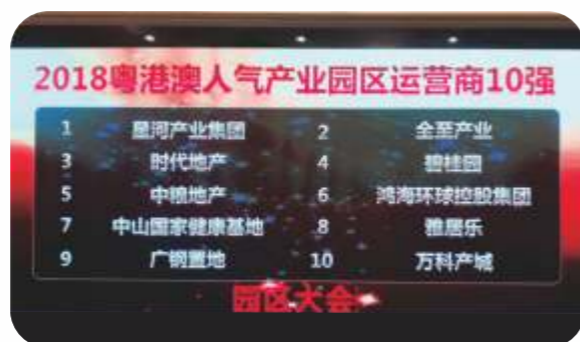 2018粤港澳人气产业园区运营商10强
1 星河产业集团 2 全至产业
3 时代地产 4 碧桂园
5 中粮地产 6 鸿海环球控股集团
7 中山国家健康基地 8 雅居乐
9 广钢置地 10 万科产城
园区大会